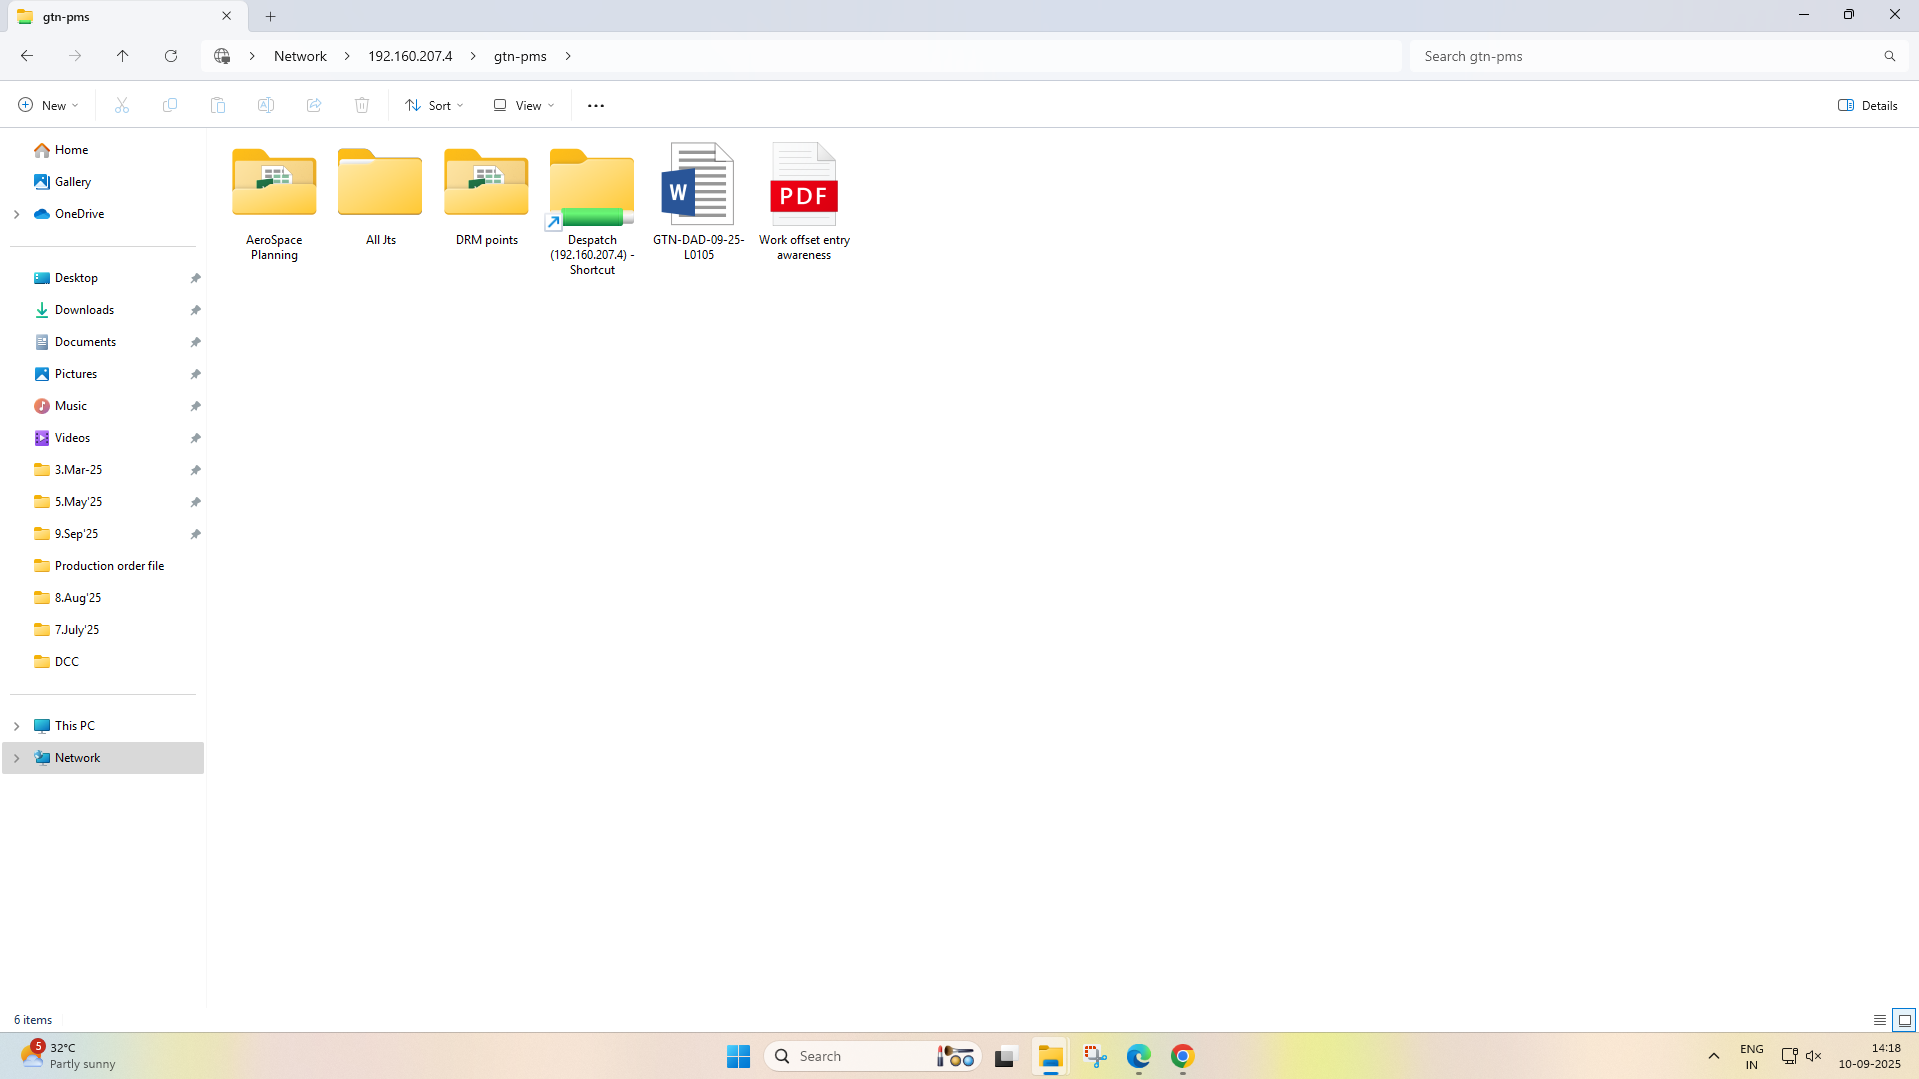 gtn-pms
Network
192.160.207.4
gtn-pms
Search gtn-pms
New
Sort
View
Details
Home
Gallery
OneDrive
Desktop
Downloads
Documents
Pictures
Music
Videos
3.Mar-25
5.May'25
9.Sep'25
Production order file
8.Aug'25
7.July'25
DCC
This PC
Network
AeroSpace
Planning
All Jts
DRM points
Despatch
(192.160.207.4) -
Shortcut
W
GTN-DAD-09-25-
L0105
PDF
Work offset entry
awareness
6 items
5
32°C
Partly sunny
Search
ENG
IN
14:18
10-09-2025